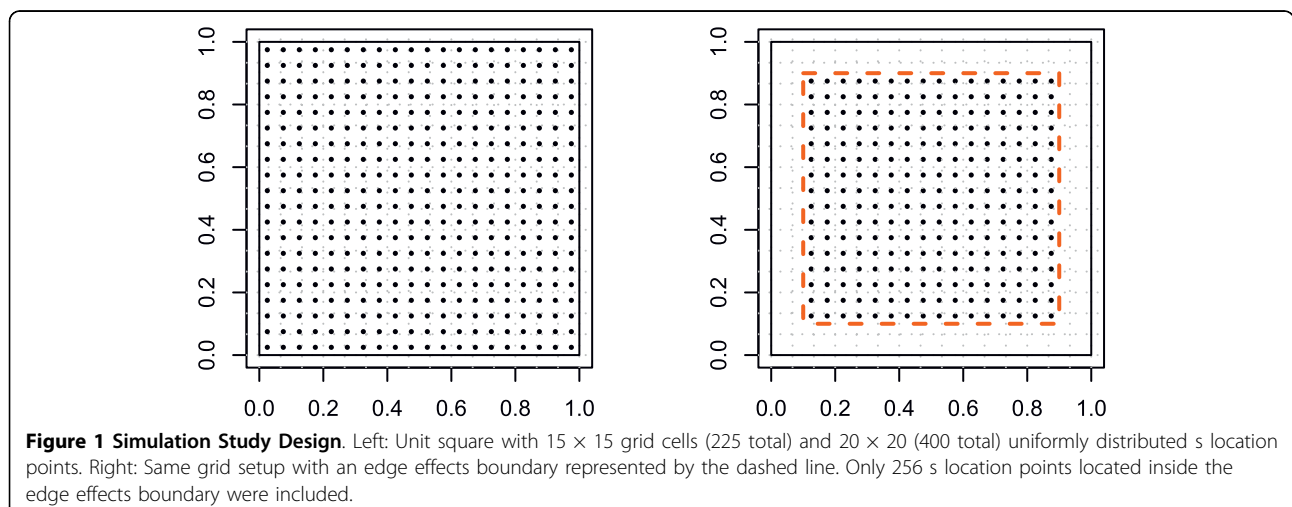 1.0
0.8
0.6
0.4
0.2
0.0
0.0 0.2 0.4 0.6 0.8 1.0
1.0
0.8
0.6
0.4
0.2
0.0
0.0 0.2 0.4 0.6 0.8 1.0
Figure 1 Simulation Study Design. Left: Unit square with 15 × 15 grid cells (225 total) and 20 × 20 (400 total) uniformly distributed s location
points. Right: Same grid setup with an edge effects boundary represented by the dashed line. Only 256 s location points located inside the
edge effects boundary were included.